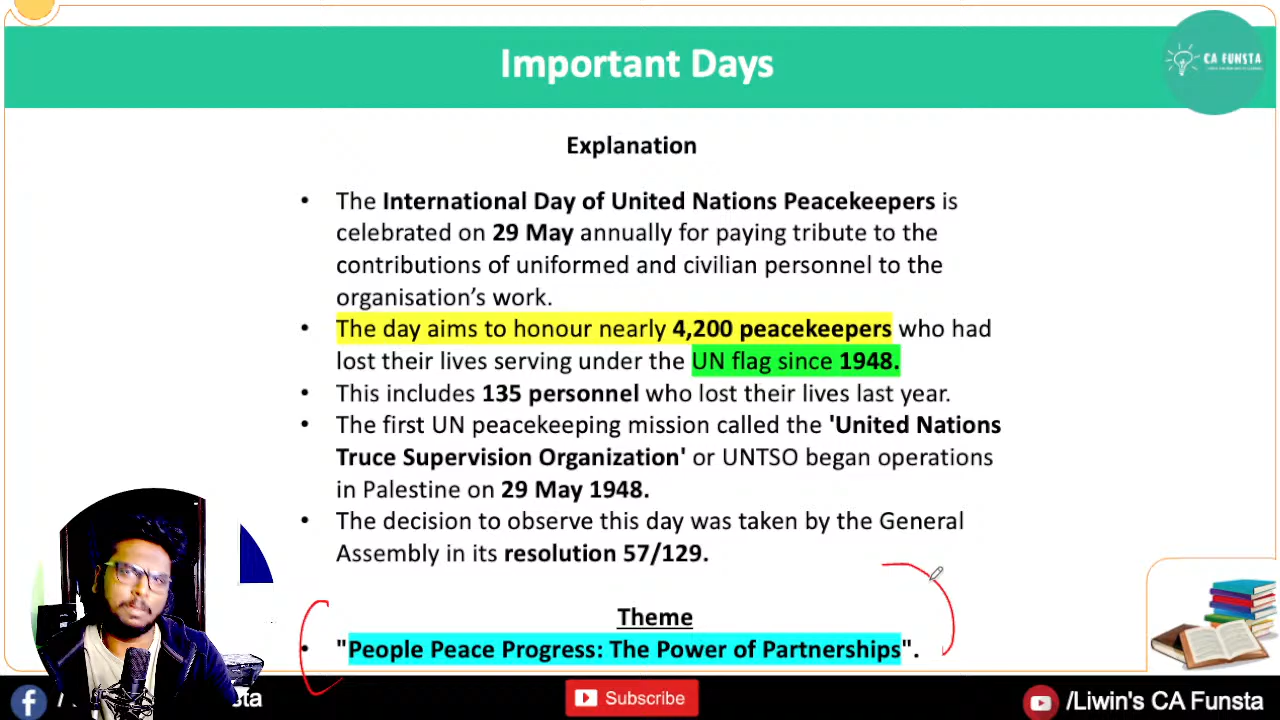 Important Days
CA FUNSTA
Explanation
• The International Day of United Nations Peacekeepers is
celebrated on 29 May annually for paying tribute to the
contributions of uniformed and civilian personnel to the
organisation's work.
• The day aims to honour nearly 4,200 peacekeepers who had
lost their lives serving under the UN flag since 1948.
• This includes 135 personnel who lost their lives last year.
• The first UN peacekeeping mission called the 'United Nations
Truce Supervision Organization' or UNTSO began operations
in Palestine on 29 May 1948.
• The decision to observe this day was taken by the General
Assembly in its resolution 57/129.
Theme
• "People Peace Progress: The Power of Partnerships".
Subscribe
/Liwin's CA Funsta